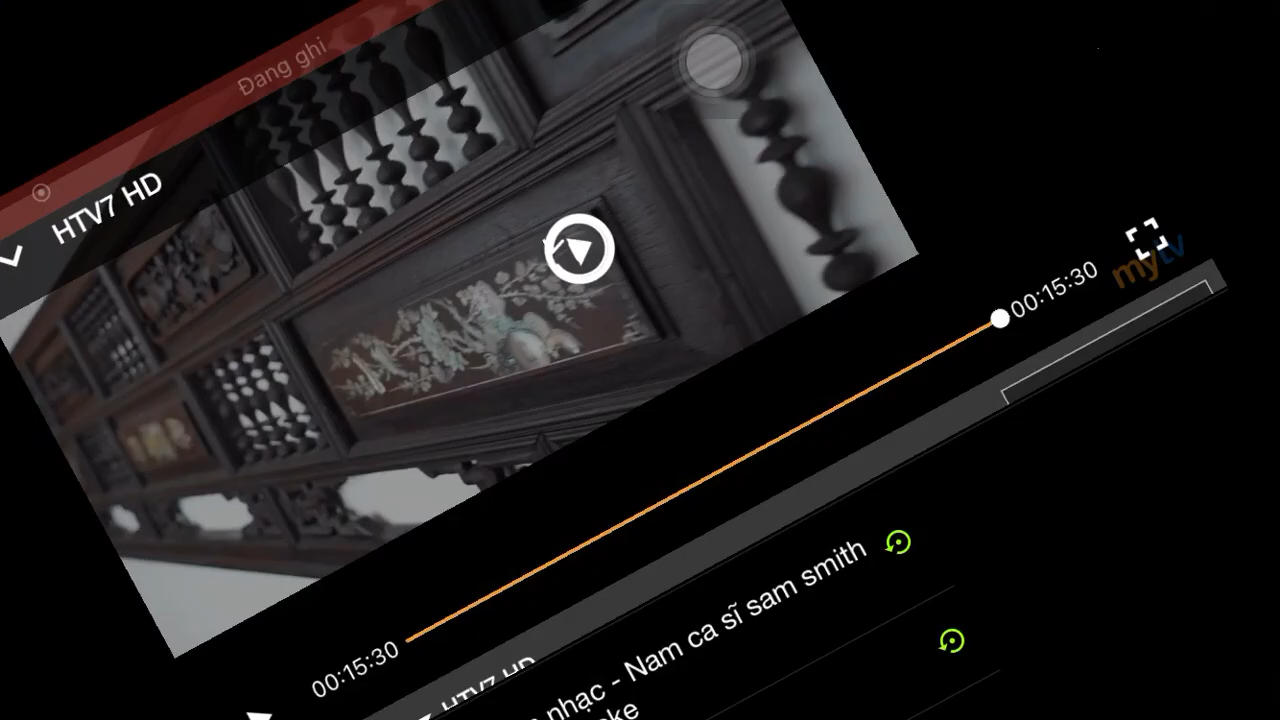 Đang ghi
HTV7 HD
mytv
00:15:30
00:15:30
HTV7 HD
nhạc - Nam ca sĩ sam smith